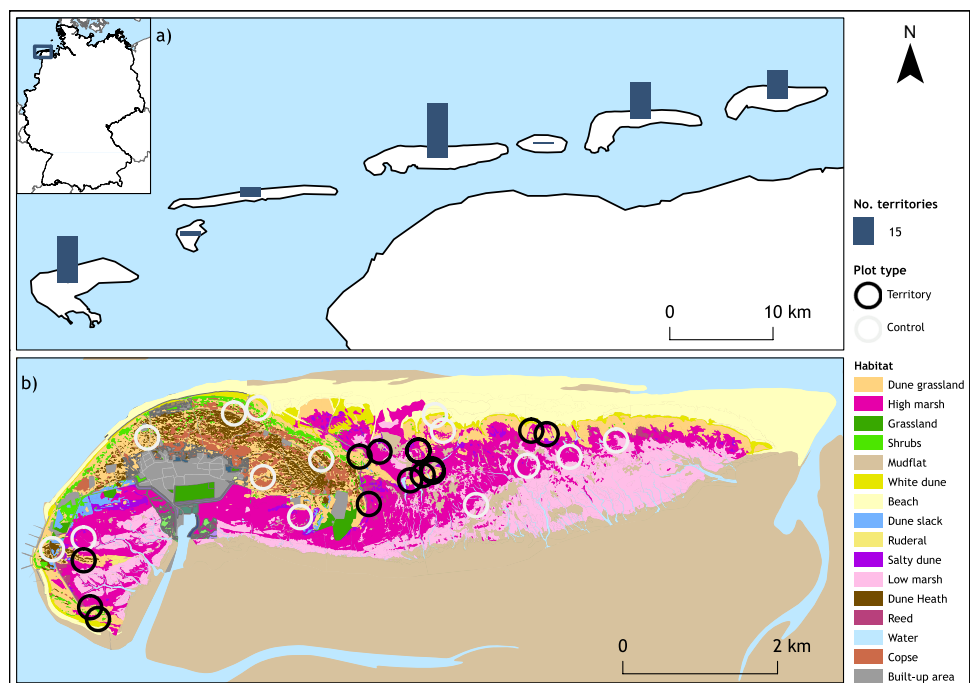 a)
N
No. territories
15
Plot type
Territory
Control
0 10 km
b)
Habitat
Dune grassland
High marsh
Grassland
Shrubs
Mudflat
White dune
Beach
Dune slack
Ruderal
Salty dune
Low marsh
Dune Heath
Reed
Water
Copse
Built-up area
0 2 km